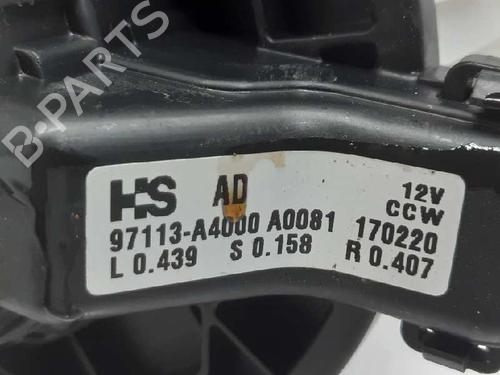 B-PARTS
HS AD 12V
CCW
97113-A4000 A0081 170220
L 0.439 S 0.158 R 0.407